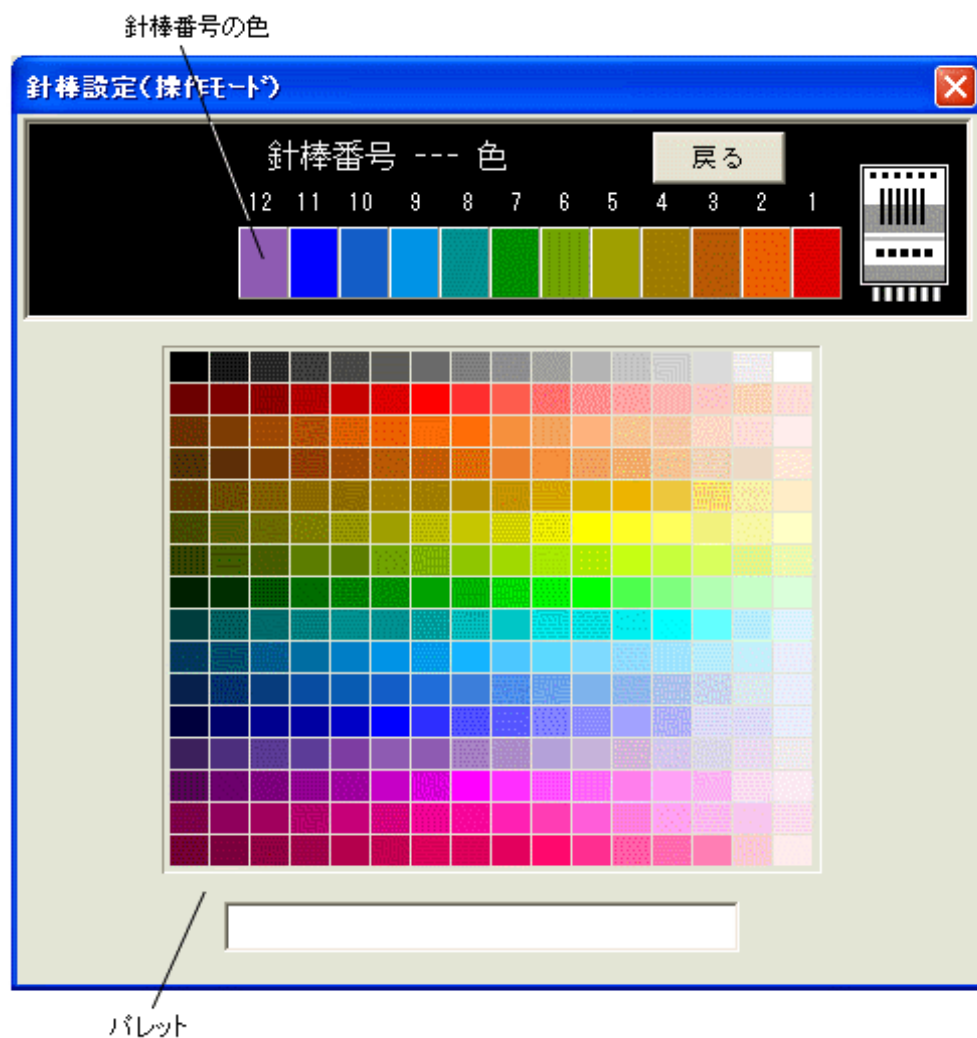 針棒番号の色
針棒設定(操作モード)
針棒番号 --- 色
戻る
12 11 10 9 8 7 6 5 4 3 2 1
パレット